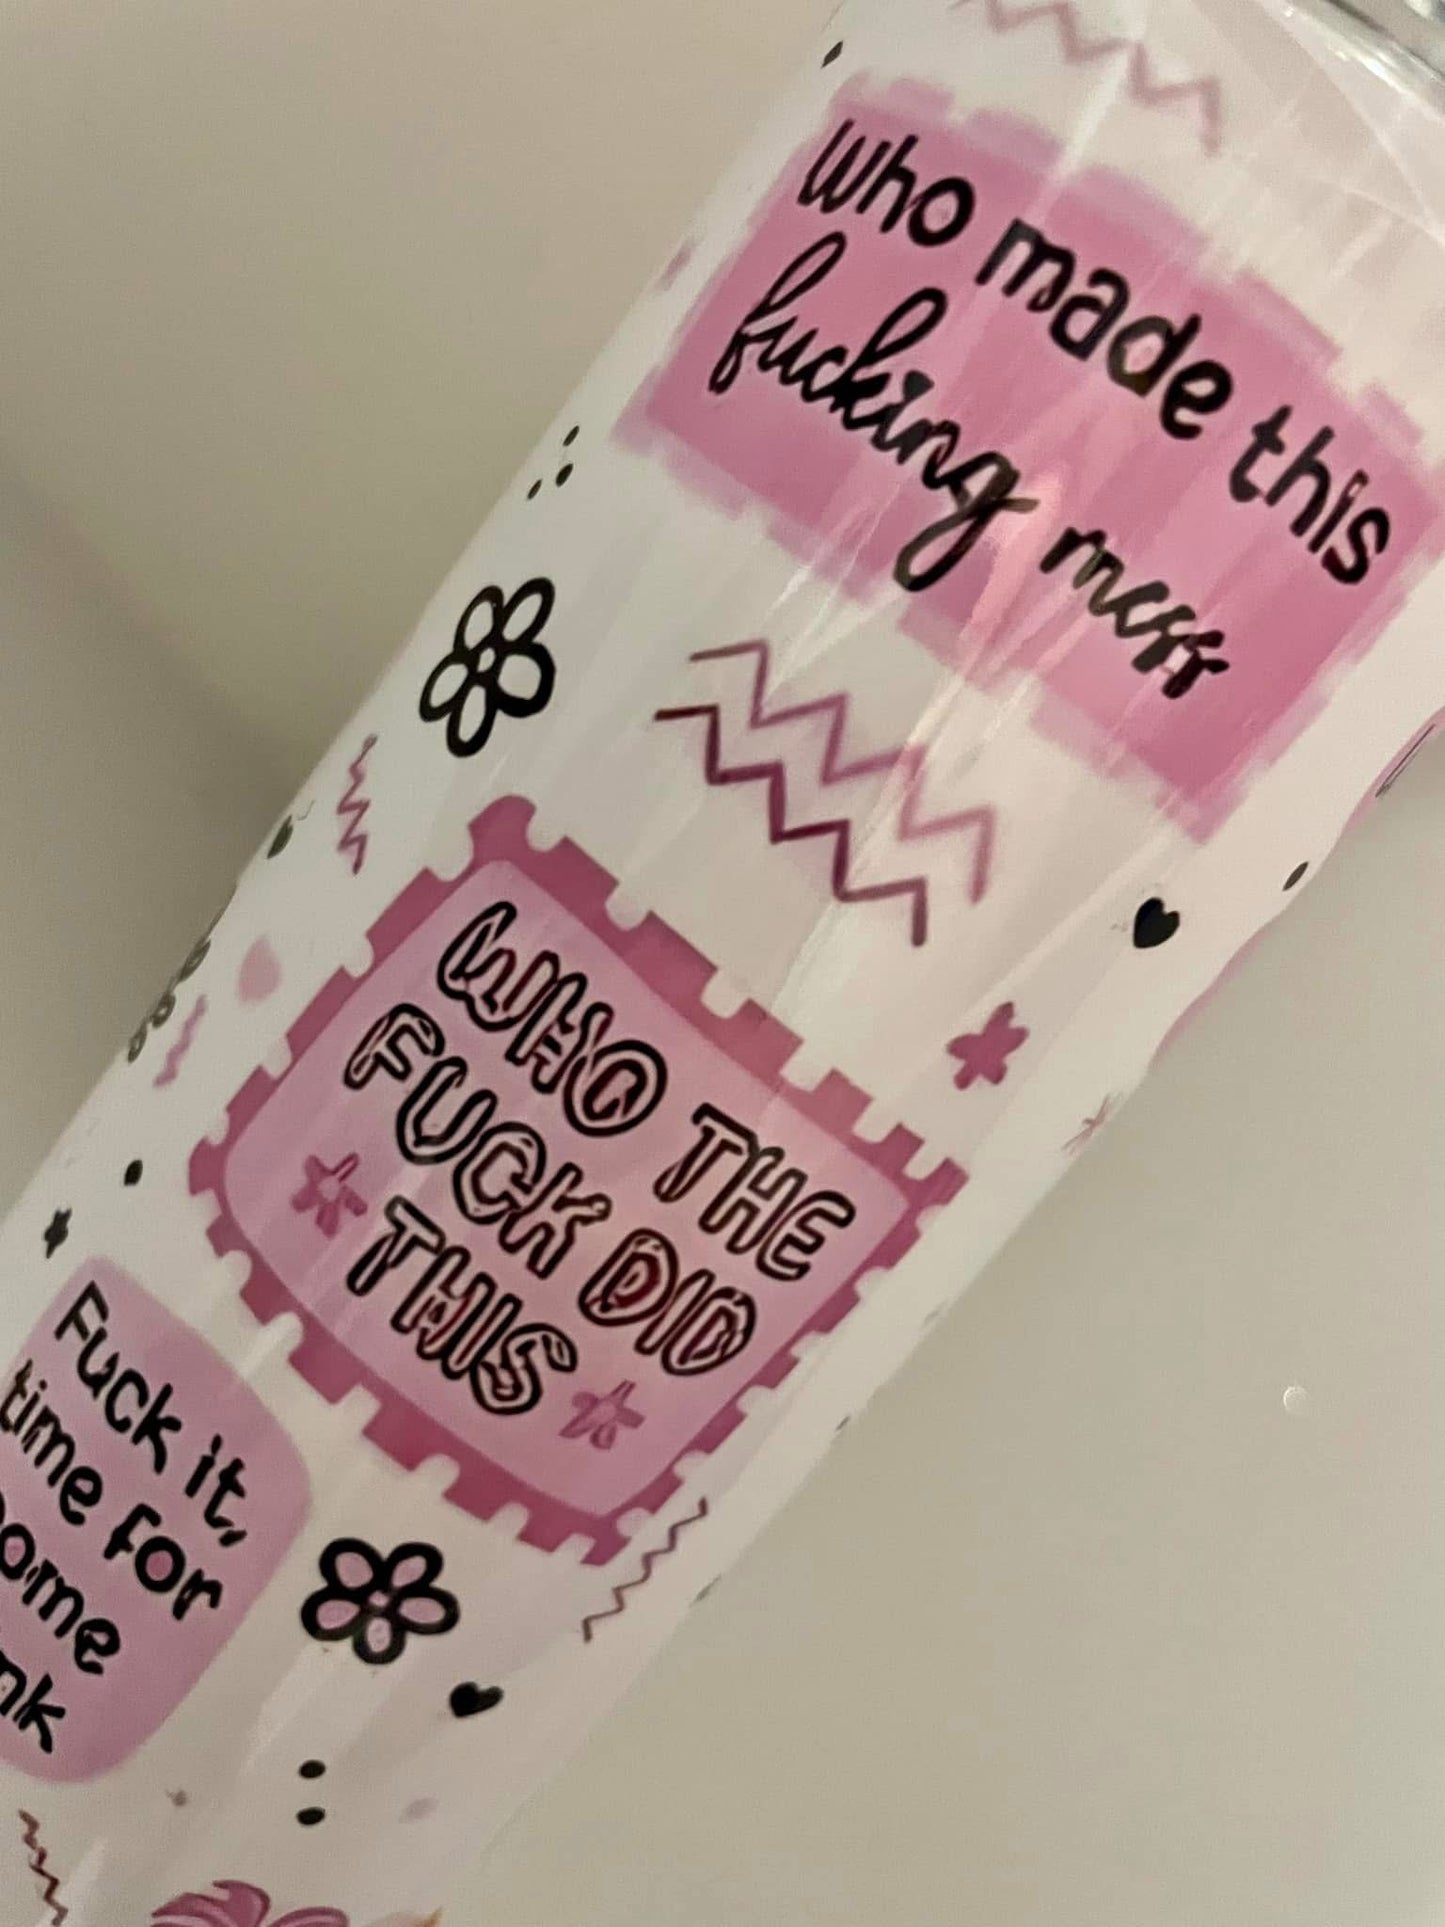 Who made this
fucking mess
WHO THE
FUCK DID
THIS
Fuck it,
time for